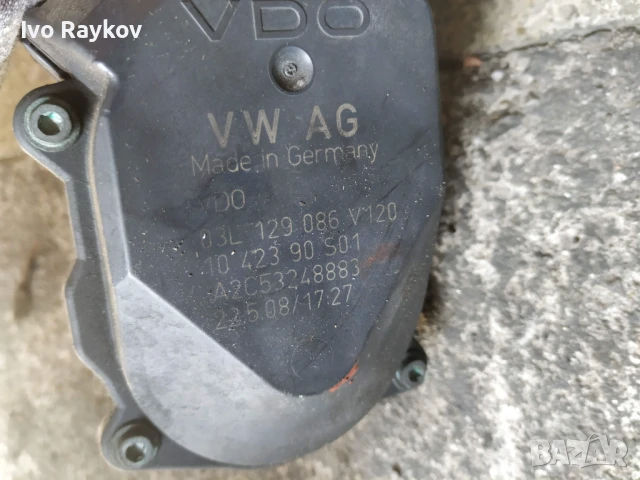 Ivo Raykov
VDO
VW AG
Made in Germany
VDO
03L 129 086 V120
10 423 90 S01
A2C53248883
22.5.08/17:27
BAZAR